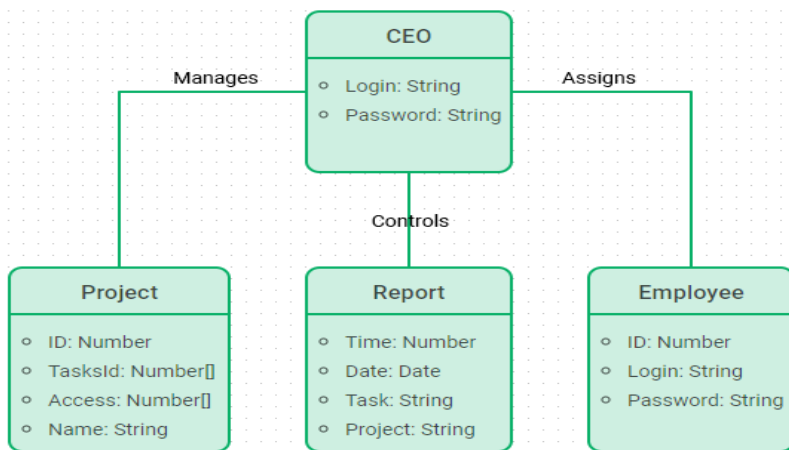 CEO
Login: String
Password: String
Manages
Assigns
Controls
Project
ID: Number
TasksId: Number[]
Access: Number[]
Name: String
Report
Time: Number
Date: Date
Task: String
Project: String
Employee
ID: Number
Login: String
Password: String